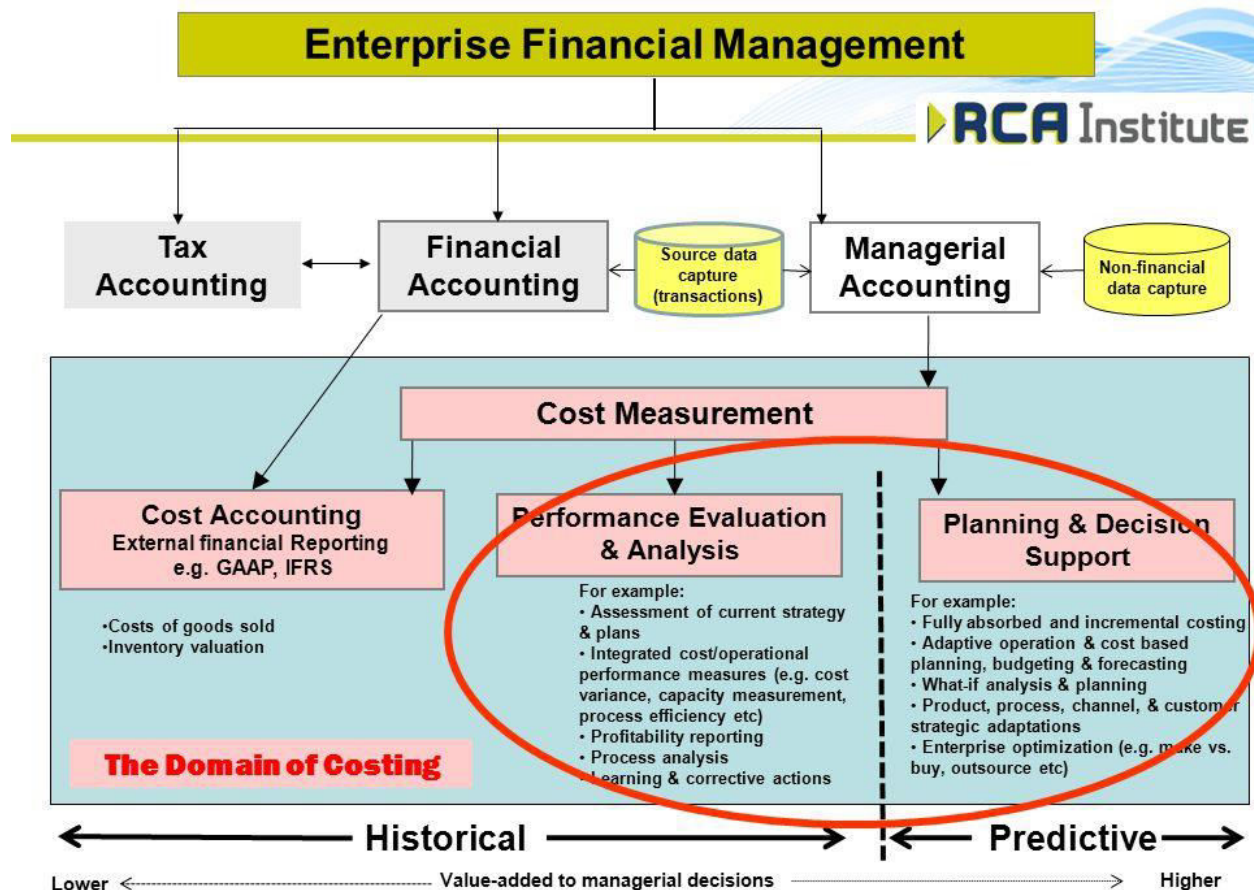 Enterprise Financial Management
RCA Institute
Tax
Accounting
Financial
Accounting
Source data
capture
(transactions)
Managerial
Accounting
Non-financial
data capture
Cost Measurement
Cost Accounting
External financial Reporting
e.g. GAAP, IFRS
•Costs of goods sold
•Inventory valuation
Performance Evaluation
& Analysis
For example:
• Assessment of current strategy
& plans
• Integrated cost/operational
performance measures (e.g. cost
variance, capacity measurement,
process efficiency etc)
• Profitability reporting
• Process analysis
• Learning & corrective actions
Planning & Decision
Support
For example:
• Fully absorbed and incremental costing
• Adaptive operation & cost based
planning, budgeting & forecasting
• What-if analysis & planning
• Product, process, channel, & customer
strategic adaptations
• Enterprise optimization (e.g. make vs.
buy, outsource etc)
The Domain of Costing
Historical
Predictive
Lower
Value-added to managerial decisions
Higher